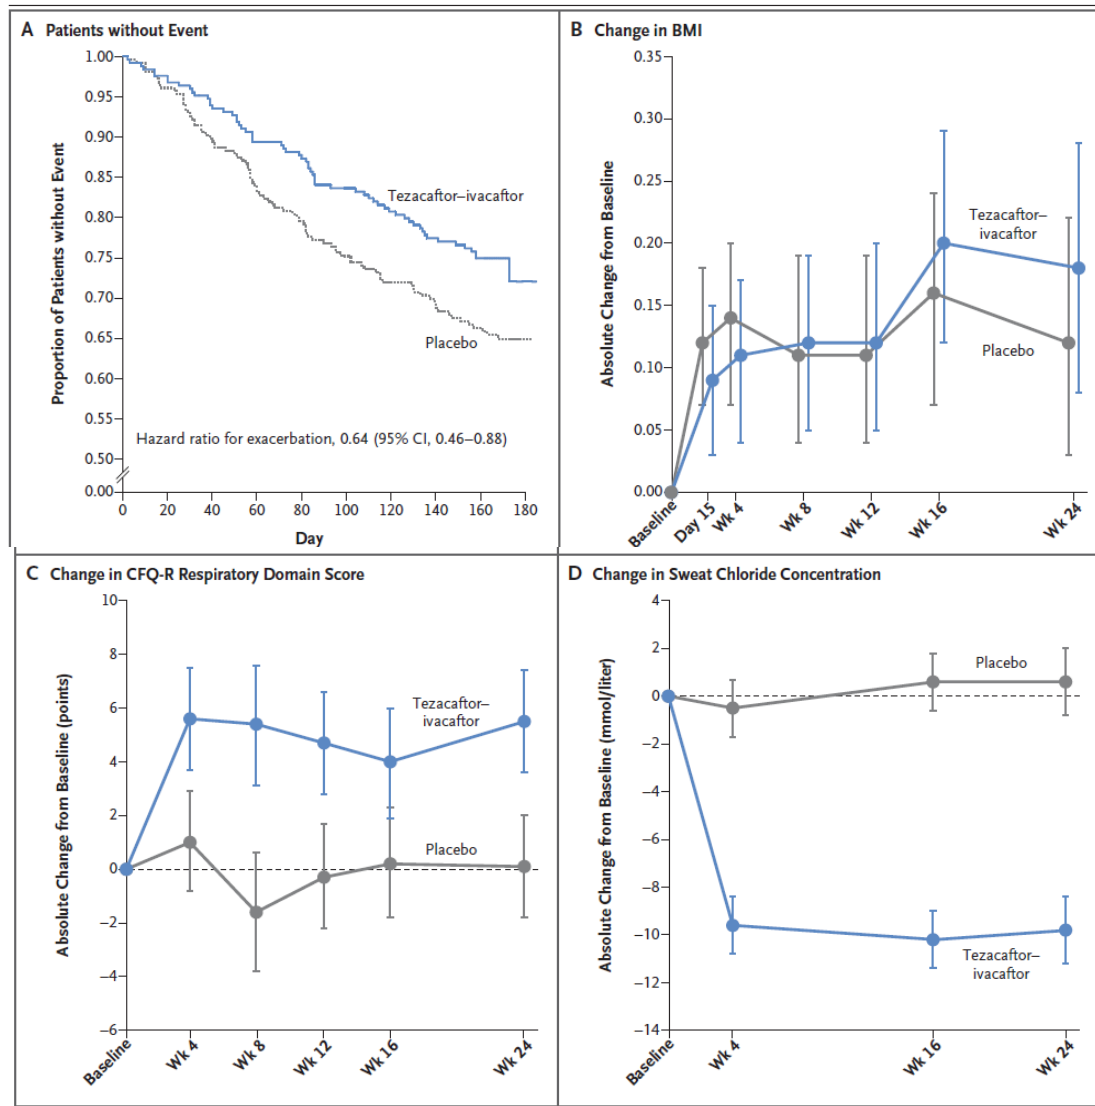 A Patients without Event
1.00
0.95
0.90
0.85
0.80
0.75
0.70
0.65
0.60
0.55
0.50
0.00
Proportion of Patients without Event
Tezacaftor–ivacaftor
Placebo
Hazard ratio for exacerbation, 0.64 (95% CI, 0.46–0.88)
0 20 40 60 80 100 120 140 160 180
Day
B Change in BMI
0.35
0.30
0.25
0.20
0.15
0.10
0.05
0.00
Absolute Change from Baseline
Tezacaftor–
ivacaftor
Placebo
Baseline Day 15 Wk 4 Wk 8 Wk 12 Wk 16 Wk 24
C Change in CFQ-R Respiratory Domain Score
10
8
6
4
2
0
−2
−4
−6
Absolute Change from Baseline (points)
Tezacaftor–
ivacaftor
Placebo
Baseline Wk 4 Wk 8 Wk 12 Wk 16 Wk 24
D Change in Sweat Chloride Concentration
4
2
0
−2
−4
−6
−8
−10
−12
−14
Absolute Change from Baseline (mmol/liter)
Placebo
Tezacaftor–
ivacaftor
Baseline Wk 4 Wk 16 Wk 24